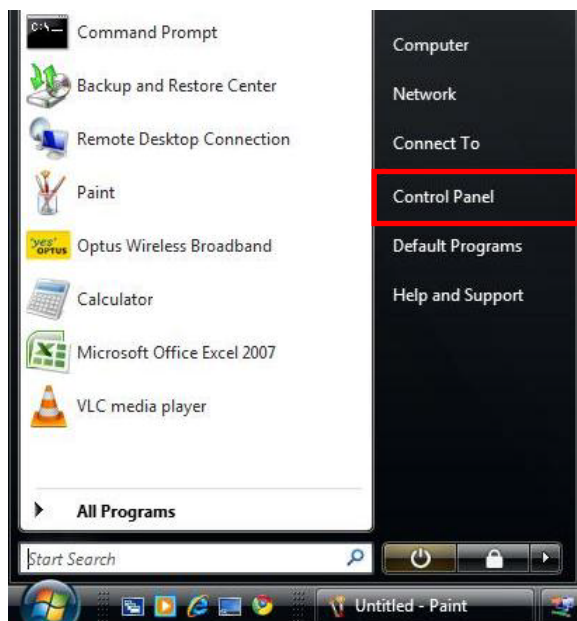 C:\
Command Prompt
Backup and Restore Center
Remote Desktop Connection
Paint
'yes'
OPTUS
Optus Wireless Broadband
Calculator
Microsoft Office Excel 2007
VLC media player
All Programs
Start Search
Computer
Network
Connect To
Control Panel
Default Programs
Help and Support
Untitled - Paint